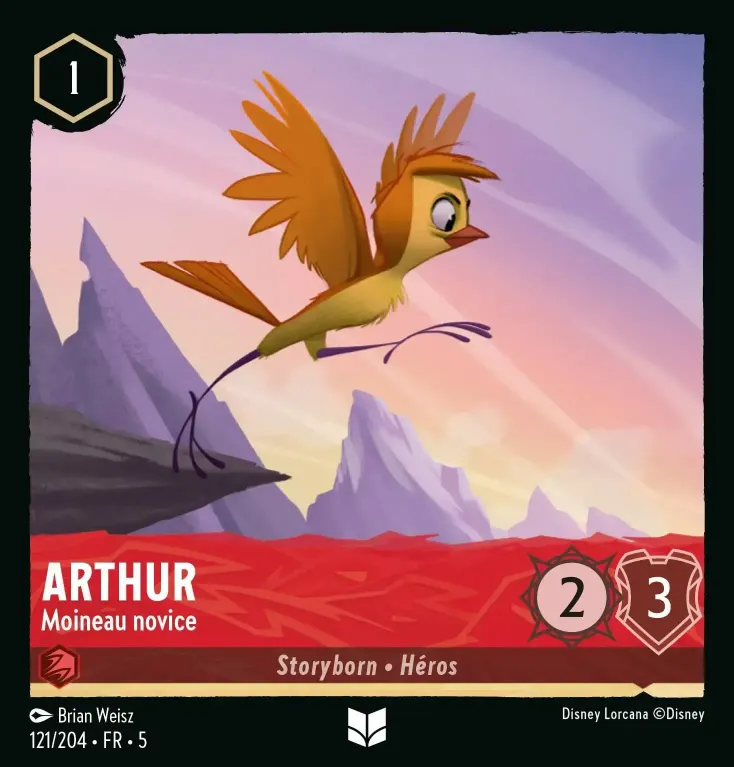 1
ARTHUR
Moineau novice
2
3
Storyborn • Héros
Brian Weisz
Disney Lorcana ©Disney
121/204 • FR • 5